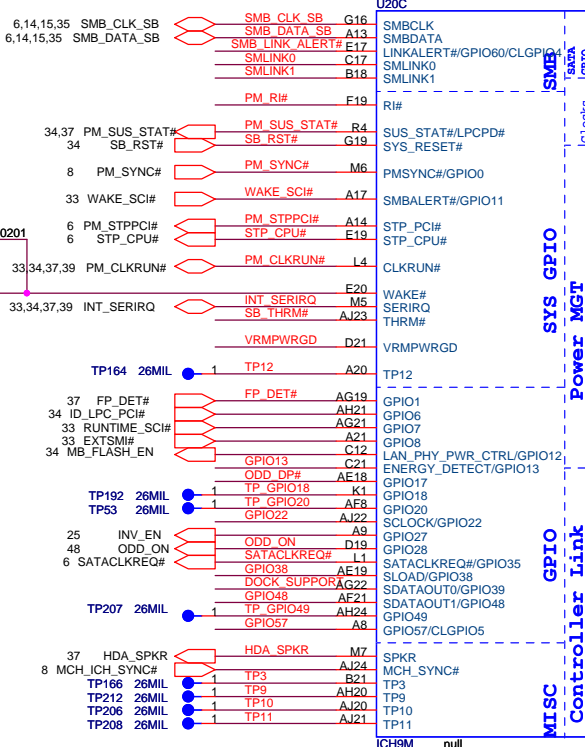 U20C
6,14,15,35 SMB_CLK_SB SMB_CLK_SB G16 SMBCLK
6,14,15,35 SMB_DATA_SB SMB_DATA_SB A13 SMBDATA
SMB_LINK_ALERT# E17 LINKALERT#/GPIO60/CLGPIO4
SMLINK0 C17 SMLINK0
SMLINK1 B18 SMLINK1
SMB
SATA
GPIO
PM_RI# F19 RI#
Clocks
34,37 PM_SUS_STAT# PM_SUS_STAT# R4 SUS_STAT#/LPCPD#
34 SB_RST# SB_RST# G19 SYS_RESET#
8 PM_SYNC# PM_SYNC# M6 PMSYNC#/GPIO0
33 WAKE_SCI# WAKE_SCI# A17 SMBALERT#/GPIO11
6 PM_STPPCI# PM_STPPCI# A14 STP_PCI#
6 STP_CPU# STP_CPU# E19 STP_CPU#
0201
33,34,37,39 PM_CLKRUN# PM_CLKRUN# L4 CLKRUN#
E20 WAKE#
33,34,37,39 INT_SERIRQ INT_SERIRQ M5 SERIRQ
SB_THRM# AJ23 THRM#
VRMPWRGD D21 VRMPWRGD
TP164 26MIL 1 TP12 A20 TP12
SYS GPIO
Power MGT
37 FP_DET# FP_DET# AG19 GPIO1
34 ID_LPC_PCI# AH21 GPIO6
33 RUNTIME_SCI# AG21 GPIO7
33 EXTSMI# A21 GPIO8
34 MB_FLASH_EN C12 LAN_PHY_PWR_CTRL/GPIO12
GPIO13 C21 ENERGY_DETECT/GPIO13
ODD_DP# AE18 GPIO17
TP192 26MIL 1 TP_GPIO18 K1 GPIO18
TP53 26MIL 1 TP_GPIO20 AF8 GPIO20
GPIO22 AJ22 SCLOCK/GPIO22
25 INV_EN A9 GPIO27
48 ODD_ON ODD_ON D19 GPIO28
6 SATACLKREQ# SATACLKREQ# L1 SATACLKREQ#/GPIO35
GPIO38 AE19 SLOAD/GPIO38
DOCK_SUPPORT AG22 SDATAOUT0/GPIO39
GPIO48 AF21 SDATAOUT1/GPIO48
TP207 26MIL 1 TP_GPIO49 AH24 GPIO49
GPIO57 A8 GPIO57/CLGPIO5
GPIO
Controller Link
37 HDA_SPKR HDA_SPKR M7 SPKR
8 MCH_ICH_SYNC# AJ24 MCH_SYNC#
TP166 26MIL 1 TP3 B21 TP3
TP212 26MIL 1 TP9 AH20 TP9
TP206 26MIL 1 TP10 AJ20 TP10
TP208 26MIL 1 TP11 AJ21 TP11
MISC
ICH9M null